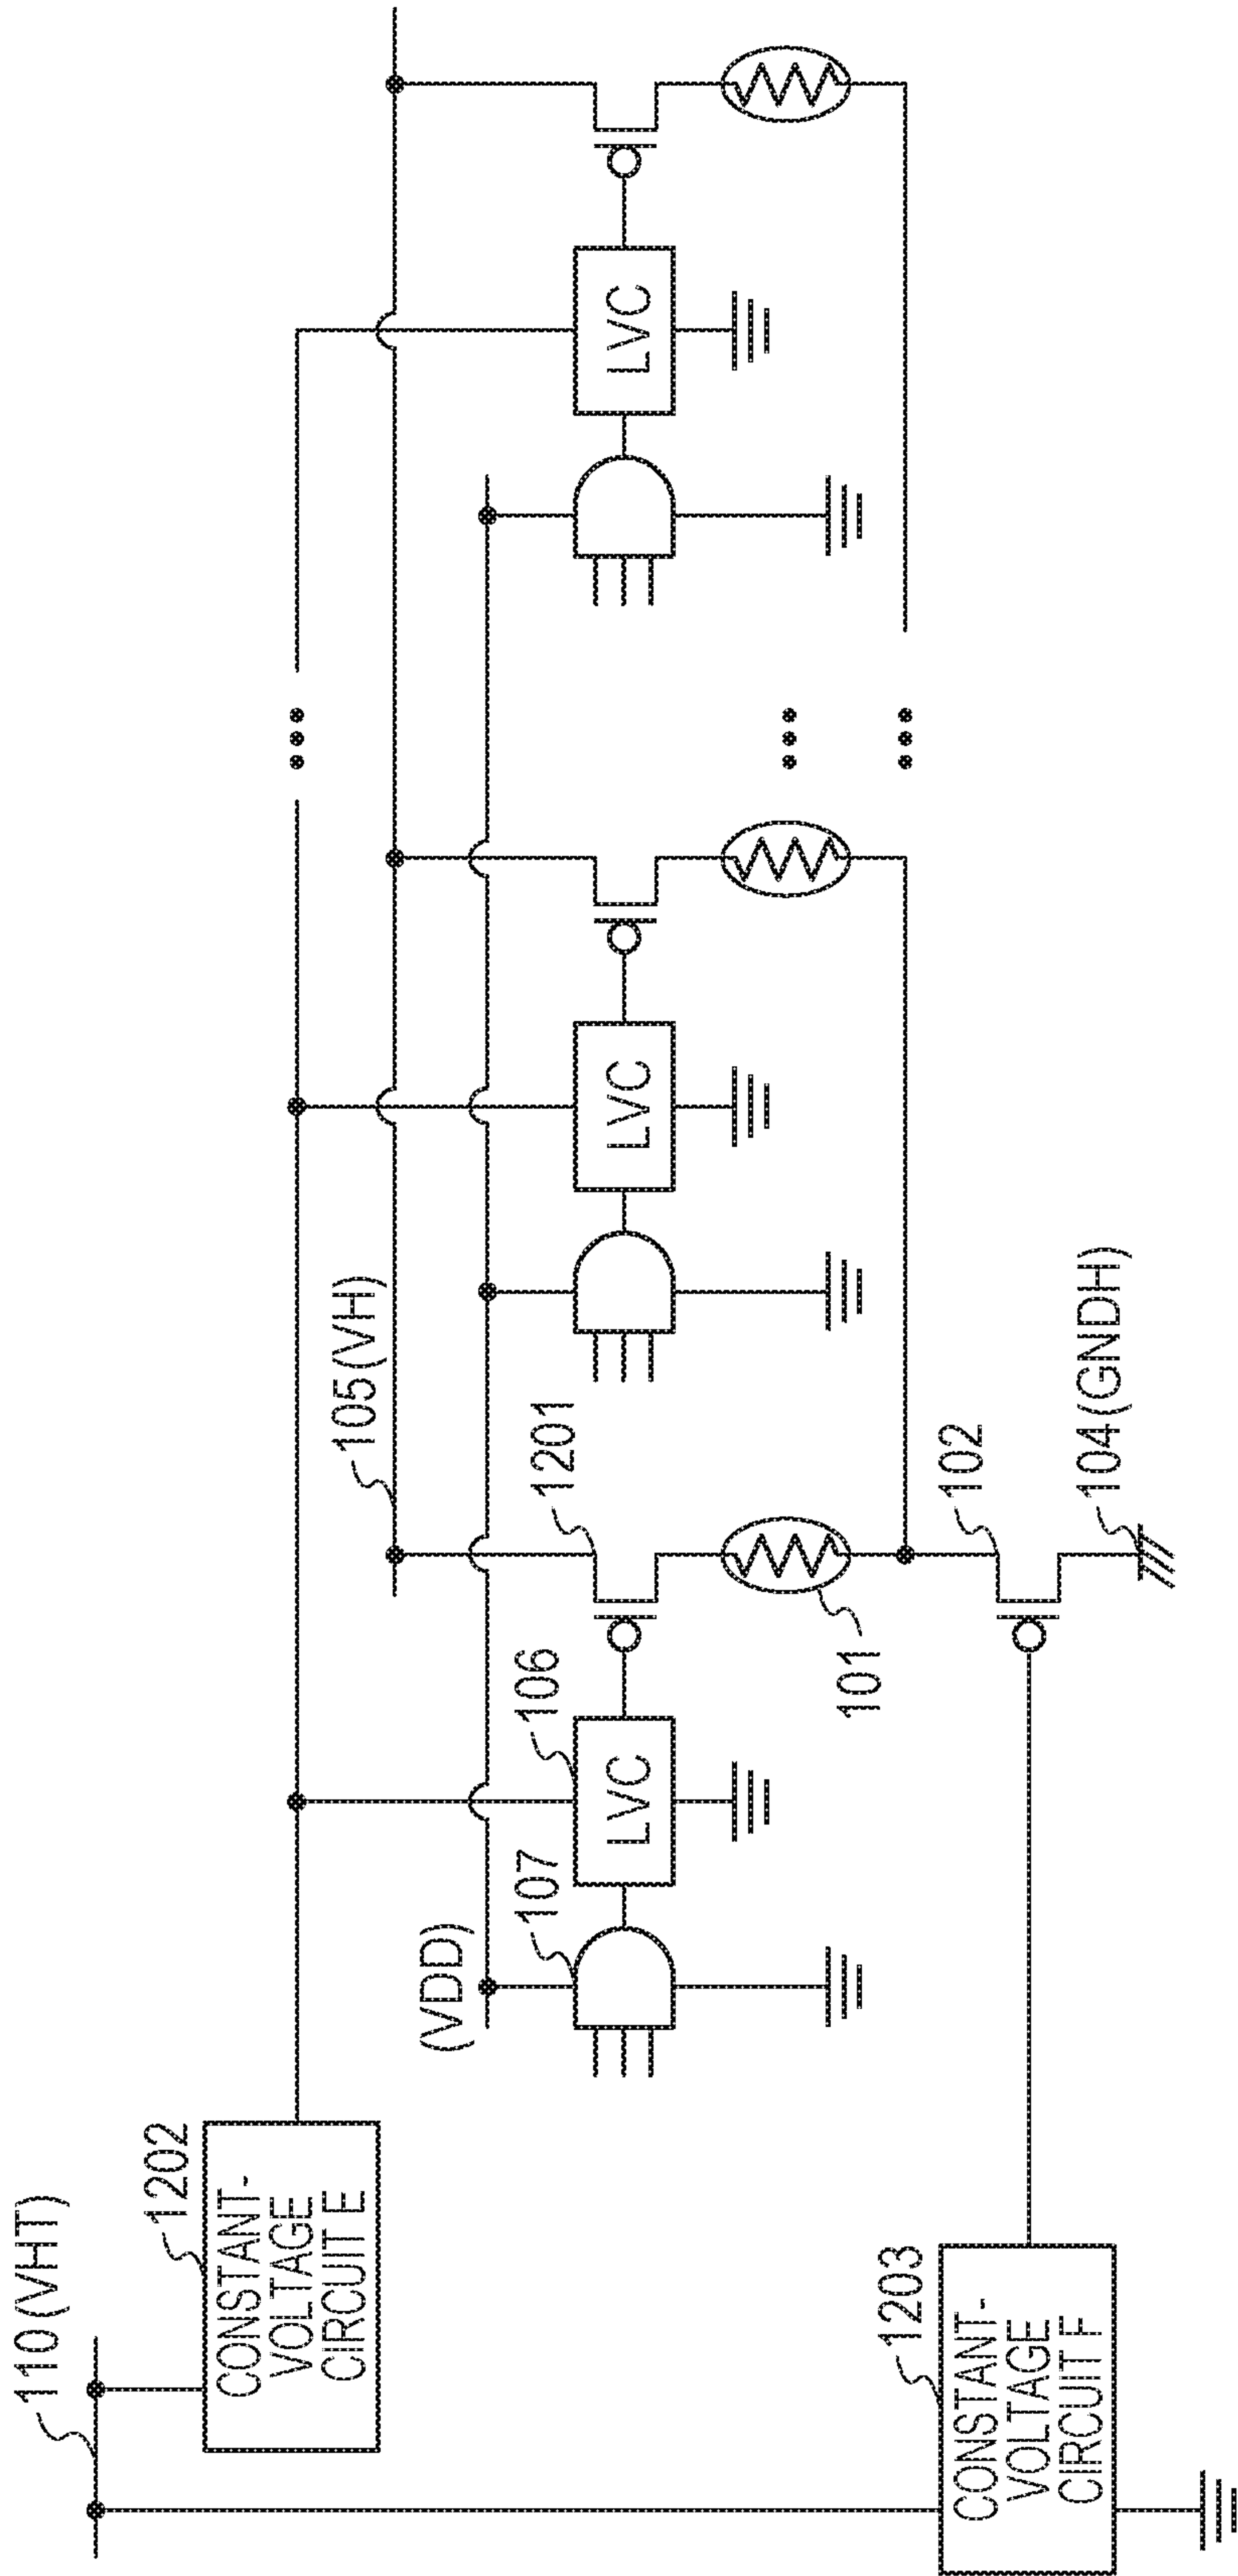 110 (VHT)
1202
CONSTANT-
VOLTAGE
CIRCUIT E
105 (VH)
(VDD)
107
106
1201
LVC
LVC
LVC
101
102
104 (GNDH)
1203
CONSTANT-
VOLTAGE
CIRCUIT F